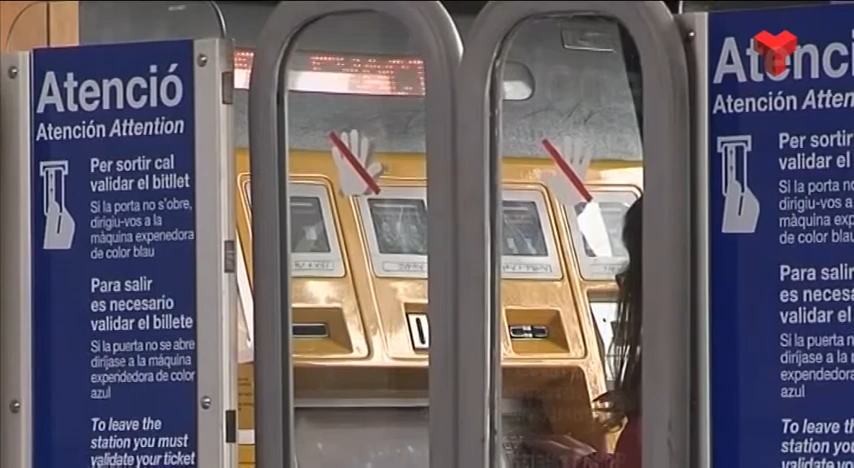 Atenció
Atención Attention
Per sortir cal
validar el bitllet
Si la porta no s'obre,
dirigiu-vos a la
màquina expenedora
de color blau
Para salir
es necesario
validar el billete
Si la puerta no se abre
diríjase a la máquina
expendedora de color
azul
To leave the
station you must
validate your ticket
Atenció
Atención Atten
Per sortir
validar el
Si la porta no
dirigiu-vos a
màquina expe
de color blau
Para salir
es necesar
validar el
Si la puerta n
diríjase a la m
expendedora d
azul
To leave
station you
validate your